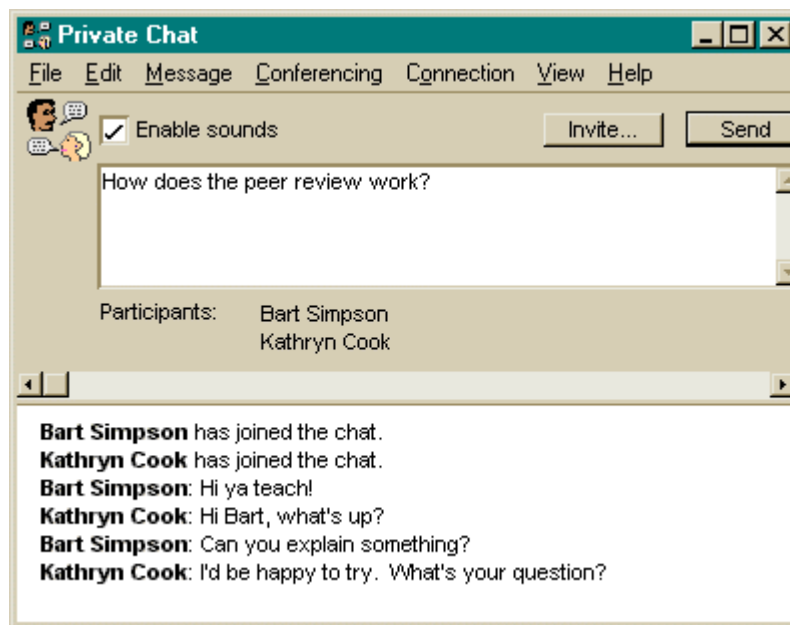 Private Chat
File Edit Message Conferencing Connection View Help
Enable sounds Invite... Send
How does the peer review work?
Participants: Bart Simpson
Kathryn Cook
Bart Simpson has joined the chat.
Kathryn Cook has joined the chat.
Bart Simpson: Hi ya teach!
Kathryn Cook: Hi Bart, what's up?
Bart Simpson: Can you explain something?
Kathryn Cook: I'd be happy to try. What's your question?